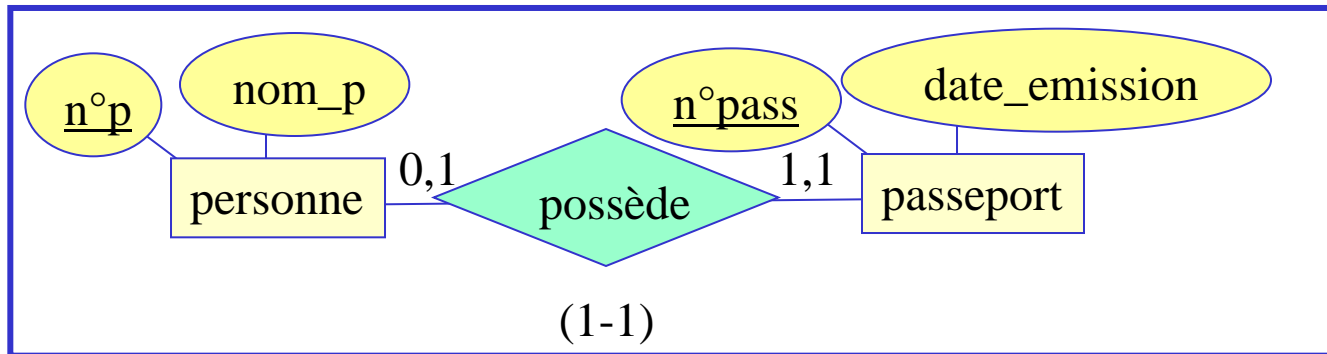 n°p
nom_p
n°pass
date_emission
personne
0,1
possède
1,1
passeport
(1-1)